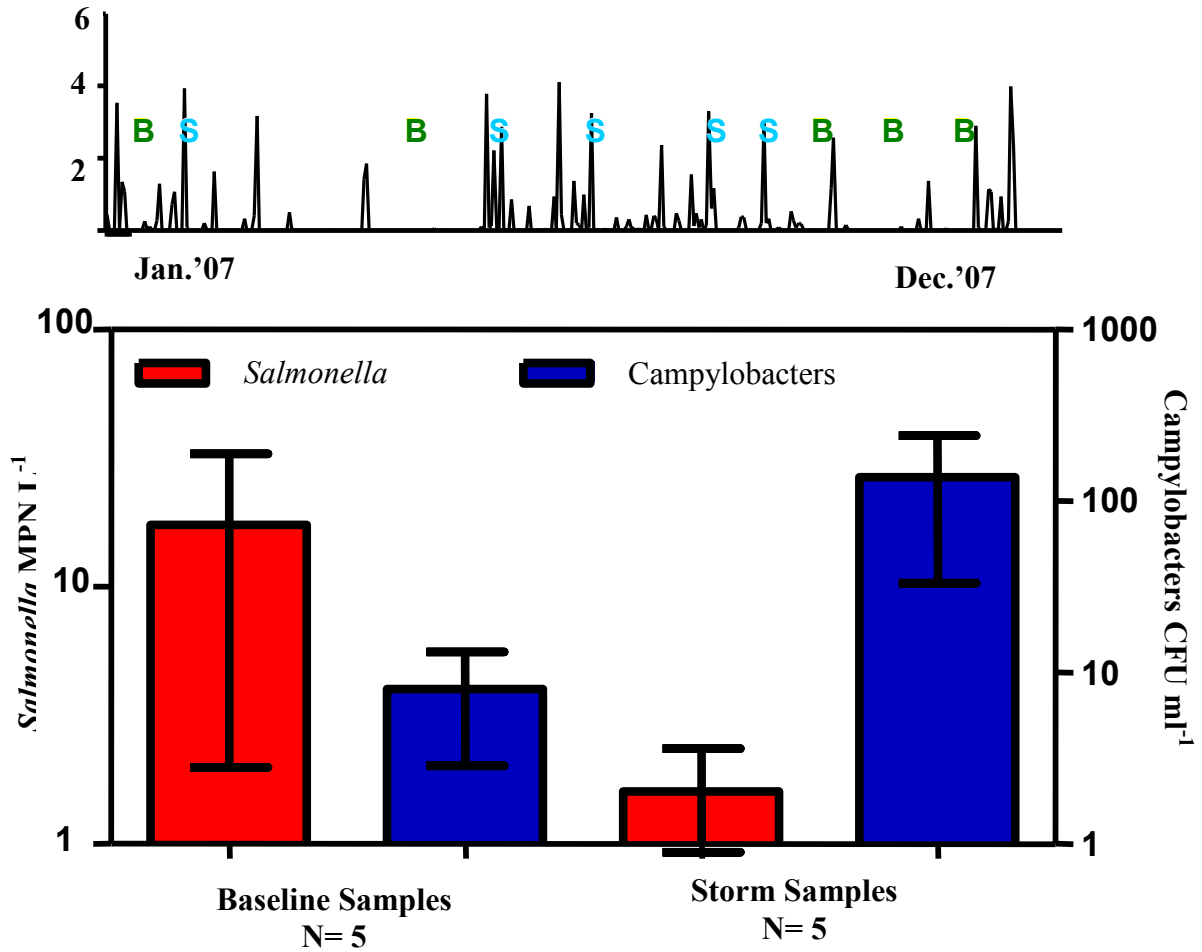 6
4
2
B S B S S S S B B B
Jan.’07
Dec.’07
100
10
1
Salmonella MPN L-1
Salmonella
Campylobacters
1000
100
10
1
Campylobacters CFU ml-1
Baseline Samples
N= 5
Storm Samples
N= 5